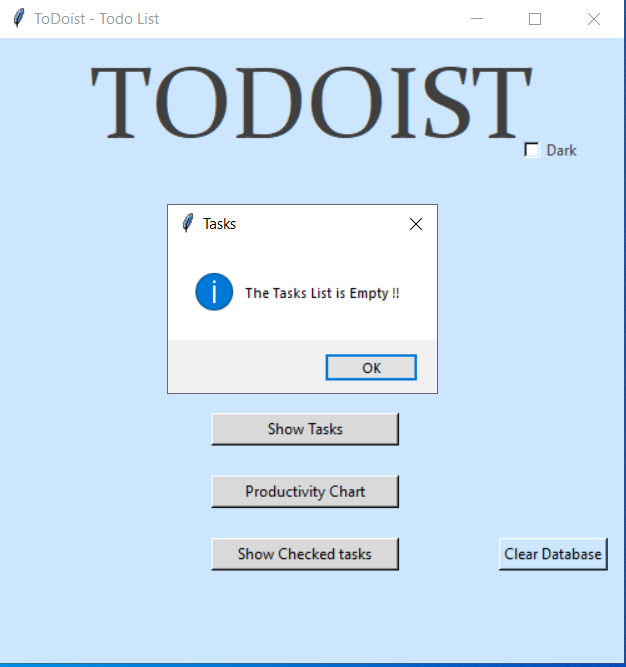 ToDoist - Todo List
TODOIST
Dark
Tasks
The Tasks List is Empty !!
OK
Show Tasks
Productivity Chart
Show Checked tasks
Clear Database